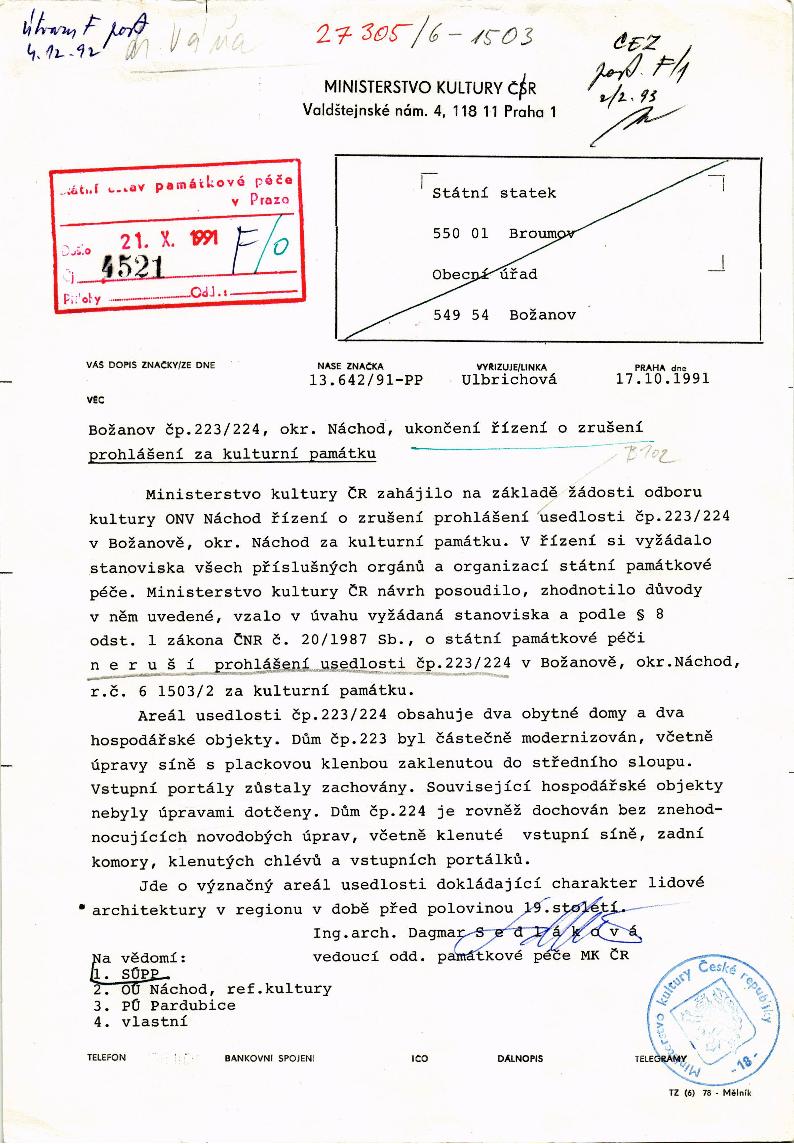 4.12.92
27 305/6-1503
CEZ
F/1
2/2.93
MINISTERSTVO KULTURY ČSR
Valdštejnské nám. 4, 118 11 Praha 1
památkové péče
v Praze
Došlo 21. X. 1991 F/O
Čj. 4521
Přílohy Odd.:
Státní statek
550 01 Broumov
Obecní úřad
549 54 Božanov
VÁŠ DOPIS ZNAČKY/ZE DNE NAŠE ZNAČKA VYŘIZUJE/LINKA PRAHA dne
13.642/91-PP Ulbrichová 17.10.1991
VĚC
Božanov čp.223/224, okr. Náchod, ukončení řízení o zrušení
prohlášení za kulturní památku
Ministerstvo kultury ČR zahájilo na základě žádosti odboru
kultury ONV Náchod řízení o zrušení prohlášení usedlosti čp.223/224
v Božanově, okr. Náchod za kulturní památku. V řízení si vyžádalo
stanoviska všech příslušných orgánů a organizací státní památkové
péče. Ministerstvo kultury ČR návrh posoudilo, zhodnotilo důvody
v něm uvedené, vzalo v úvahu vyžádaná stanoviska a podle § 8
odst. 1 zákona ČNR č. 20/1987 Sb., o státní památkové péči
n e r u š í prohlášení usedlosti čp.223/224 v Božanově, okr.Náchod,
r.č. 6 1503/2 za kulturní památku.
Areál usedlosti čp.223/224 obsahuje dva obytné domy a dva
hospodářské objekty. Dům čp.223 byl částečně modernizován, včetně
úpravy síně s plackovou klenbou zaklenutou do středního sloupu.
Vstupní portály zůstaly zachovány. Související hospodářské objekty
nebyly úpravami dotčeny. Dům čp.224 je rovněž dochován bez znehod-
nocujících novodobých úprav, včetně klenuté vstupní síně, zadní
komory, klenutých chlévů a vstupních portálků.
Jde o význačný areál usedlosti dokládající charakter lidové
architektury v regionu v době před polovinou 19.století.
Ing.arch. Dagmar S e d l á k o v á
Na vědomí: vedoucí odd. památkové péče MK ČR
1. SÚPP
2. OÚ Náchod, ref.kultury
3. PÚ Pardubice
4. vlastní
Ministerstvo kultury České republiky
-18-
TELEFON BANKOVNÍ SPOJENÍ IČO DÁLNOPIS TELEGRAMY
TZ (6) 78 - Mělník